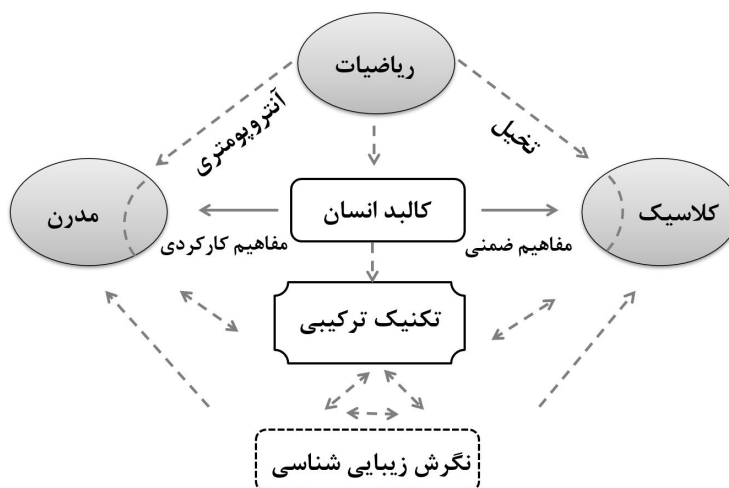 ریاضیات
تخیل
آنتروپومتری
کلاسیک
کالبد انسان
مدرن
مفاهیم ضمنی
مفاهیم کارکردی
تکنیک ترکیبی
نگرش زیبایی شناسی